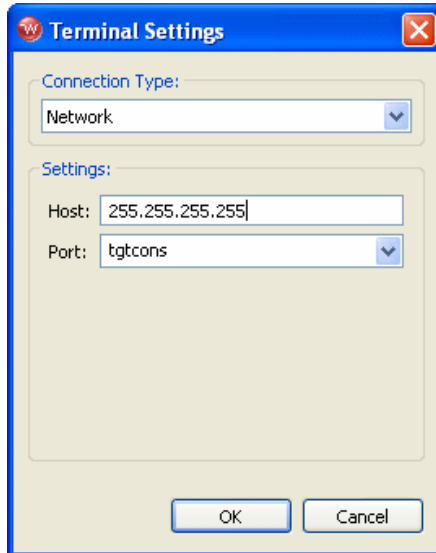 Terminal Settings
Connection Type:
Network
Settings:
Host: 255.255.255.255
Port: tgtcons
OK Cancel